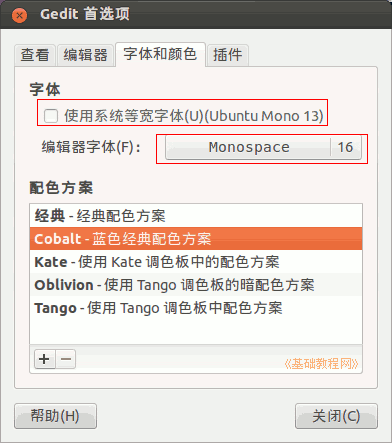 Gedit 首选项
查看 编辑器 字体和颜色 插件
字体
使用系统等宽字体(U)(Ubuntu Mono 13)
编辑器字体(F)： Monospace 16
配色方案
经典 - 经典配色方案
Cobalt - 蓝色经典配色方案
Kate - 使用 Kate 调色板中的配色方案
Oblivion - 使用 Tango 调色板的暗配色方案
Tango - 使用 Tango 调色板中配色方案
《基础教程网》
帮助(H) 关闭(C)